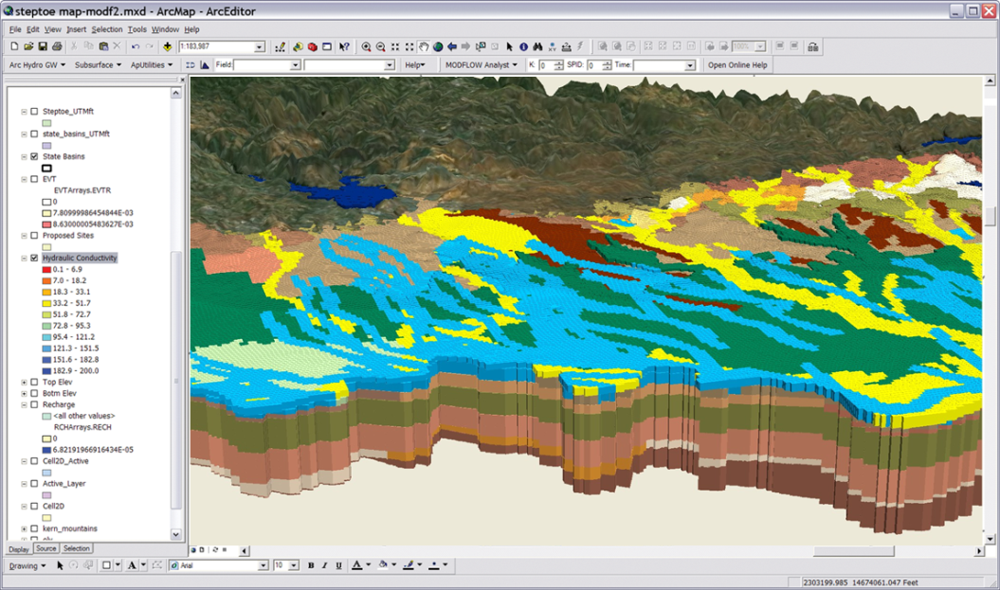 steptoe map-modf2.mxd - ArcMap - ArcEditor
File Edit View Insert Selection Tools Window Help
1:183,987
100%
Arc Hydro GW Subsurface ApUtilities Field: Help MODFLOW Analyst K: 0 SPID: 0 Time: Open Online Help
Steptoe_UTMft
state_basins_UTMft
State Basins
EVT
EVTArrays.EVTR
0
7.80999986454844E-03
8.63000005483627E-03
Proposed Sites
Hydraulic Conductivity
0.1 - 6.9
7.0 - 18.2
18.3 - 33.1
33.2 - 51.7
51.8 - 72.7
72.8 - 95.3
95.4 - 121.2
121.3 - 151.5
151.6 - 182.8
182.9 - 200.0
Top Elev
Botm Elev
Recharge
<all other values>
RCHArrays.RECH
0
6.82191966916434E-05
Cell2D_Active
Active_Layer
Cell2D
kern_mountains
Display Source Selection
Drawing A Arial 10 B I U A
2303199.985 14674061.047 Feet